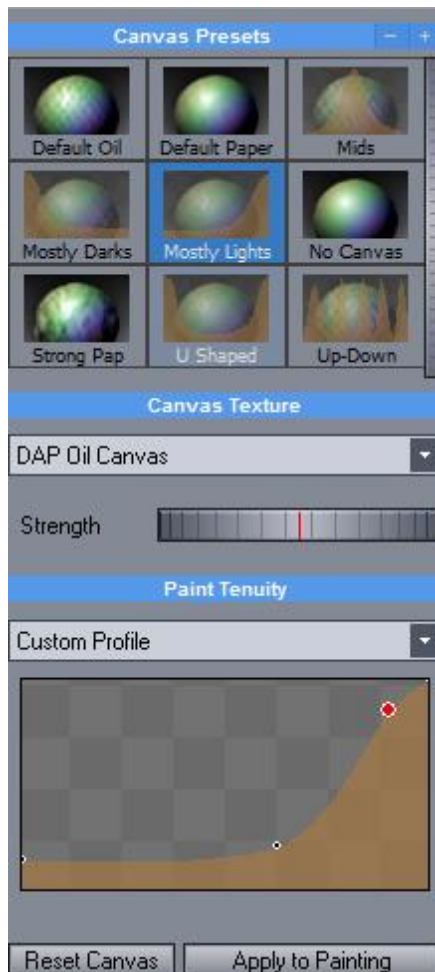 Canvas Presets - +
Default Oil Default Paper Mids
Mostly Darks Mostly Lights No Canvas
Strong Pap U Shaped Up-Down
Canvas Texture
DAP Oil Canvas
Strength
Paint Tenuity
Custom Profile
Reset Canvas Apply to Painting